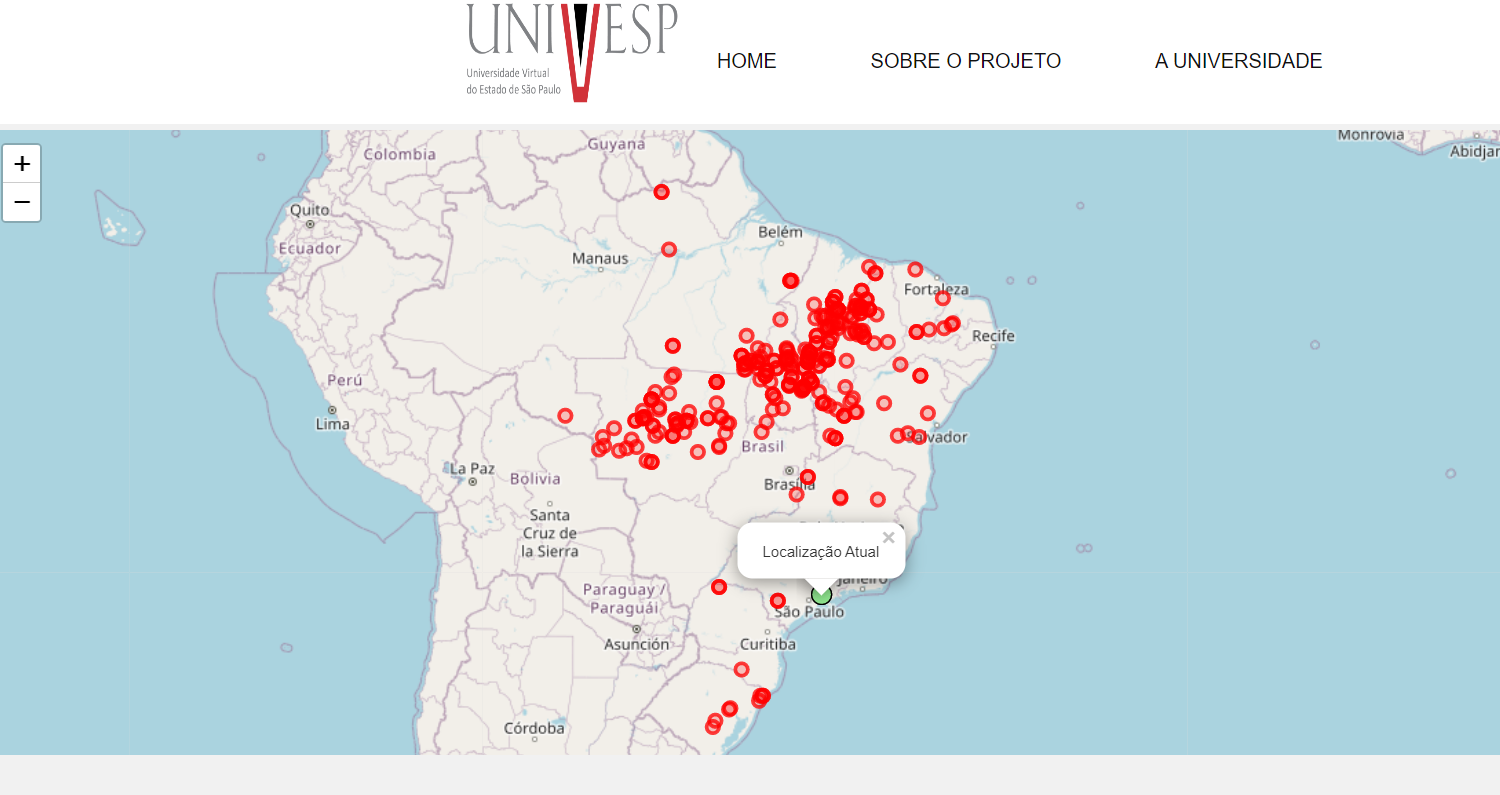 UNIVESP
Universidade Virtual
do Estado de São Paulo
HOME
SOBRE O PROJETO
A UNIVERSIDADE
+
−
Monrovia
Guyana
Colombia
Quito
Belém
Ecuador
Manaus
Fortaleza
Recife
Perú
Lima
Salvador
Brasil
La Paz
Bolivia
Brasília
Santa
Cruz de
la Sierra
×
Localização Atual
Janeiro
Paraguay /
Paraguái
São Paulo
Asunción
Curitiba
Córdoba